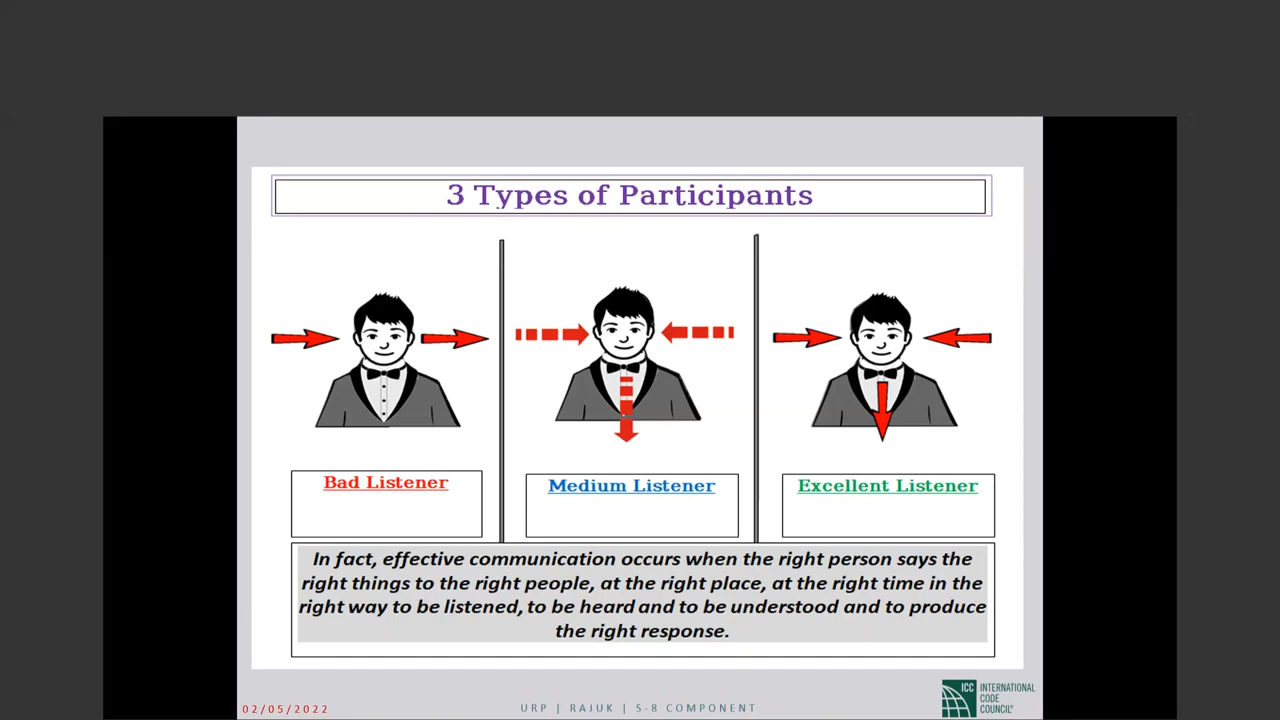 3 Types of Participants
Bad Listener
Medium Listener
Excellent Listener
In fact, effective communication occurs when the right person says the
right things to the right people, at the right place, at the right time in the
right way to be listened, to be heard and to be understood and to produce
the right response.
02/05/2022
URP | RAJUK | S-8 COMPONENT
ICC
INTERNATIONAL
CODE
COUNCIL®